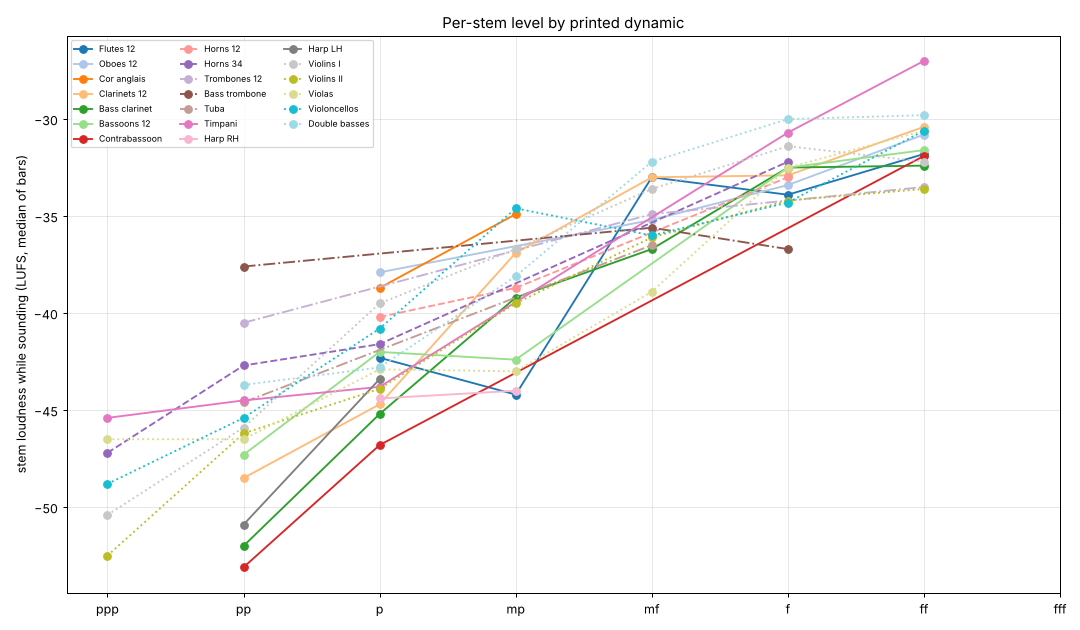 Per-stem level by printed dynamic
Flutes 12
Oboes 12
Cor anglais
Clarinets 12
Bass clarinet
Bassoons 12
Contrabassoon
Horns 12
Horns 34
Trombones 12
Bass trombone
Tuba
Timpani
Harp RH
Harp LH
Violins I
Violins II
Violas
Violoncellos
Double basses
stem loudness while sounding (LUFS, median of bars)
−30
−35
−40
−45
−50
ppp pp p mp mf f ff fff